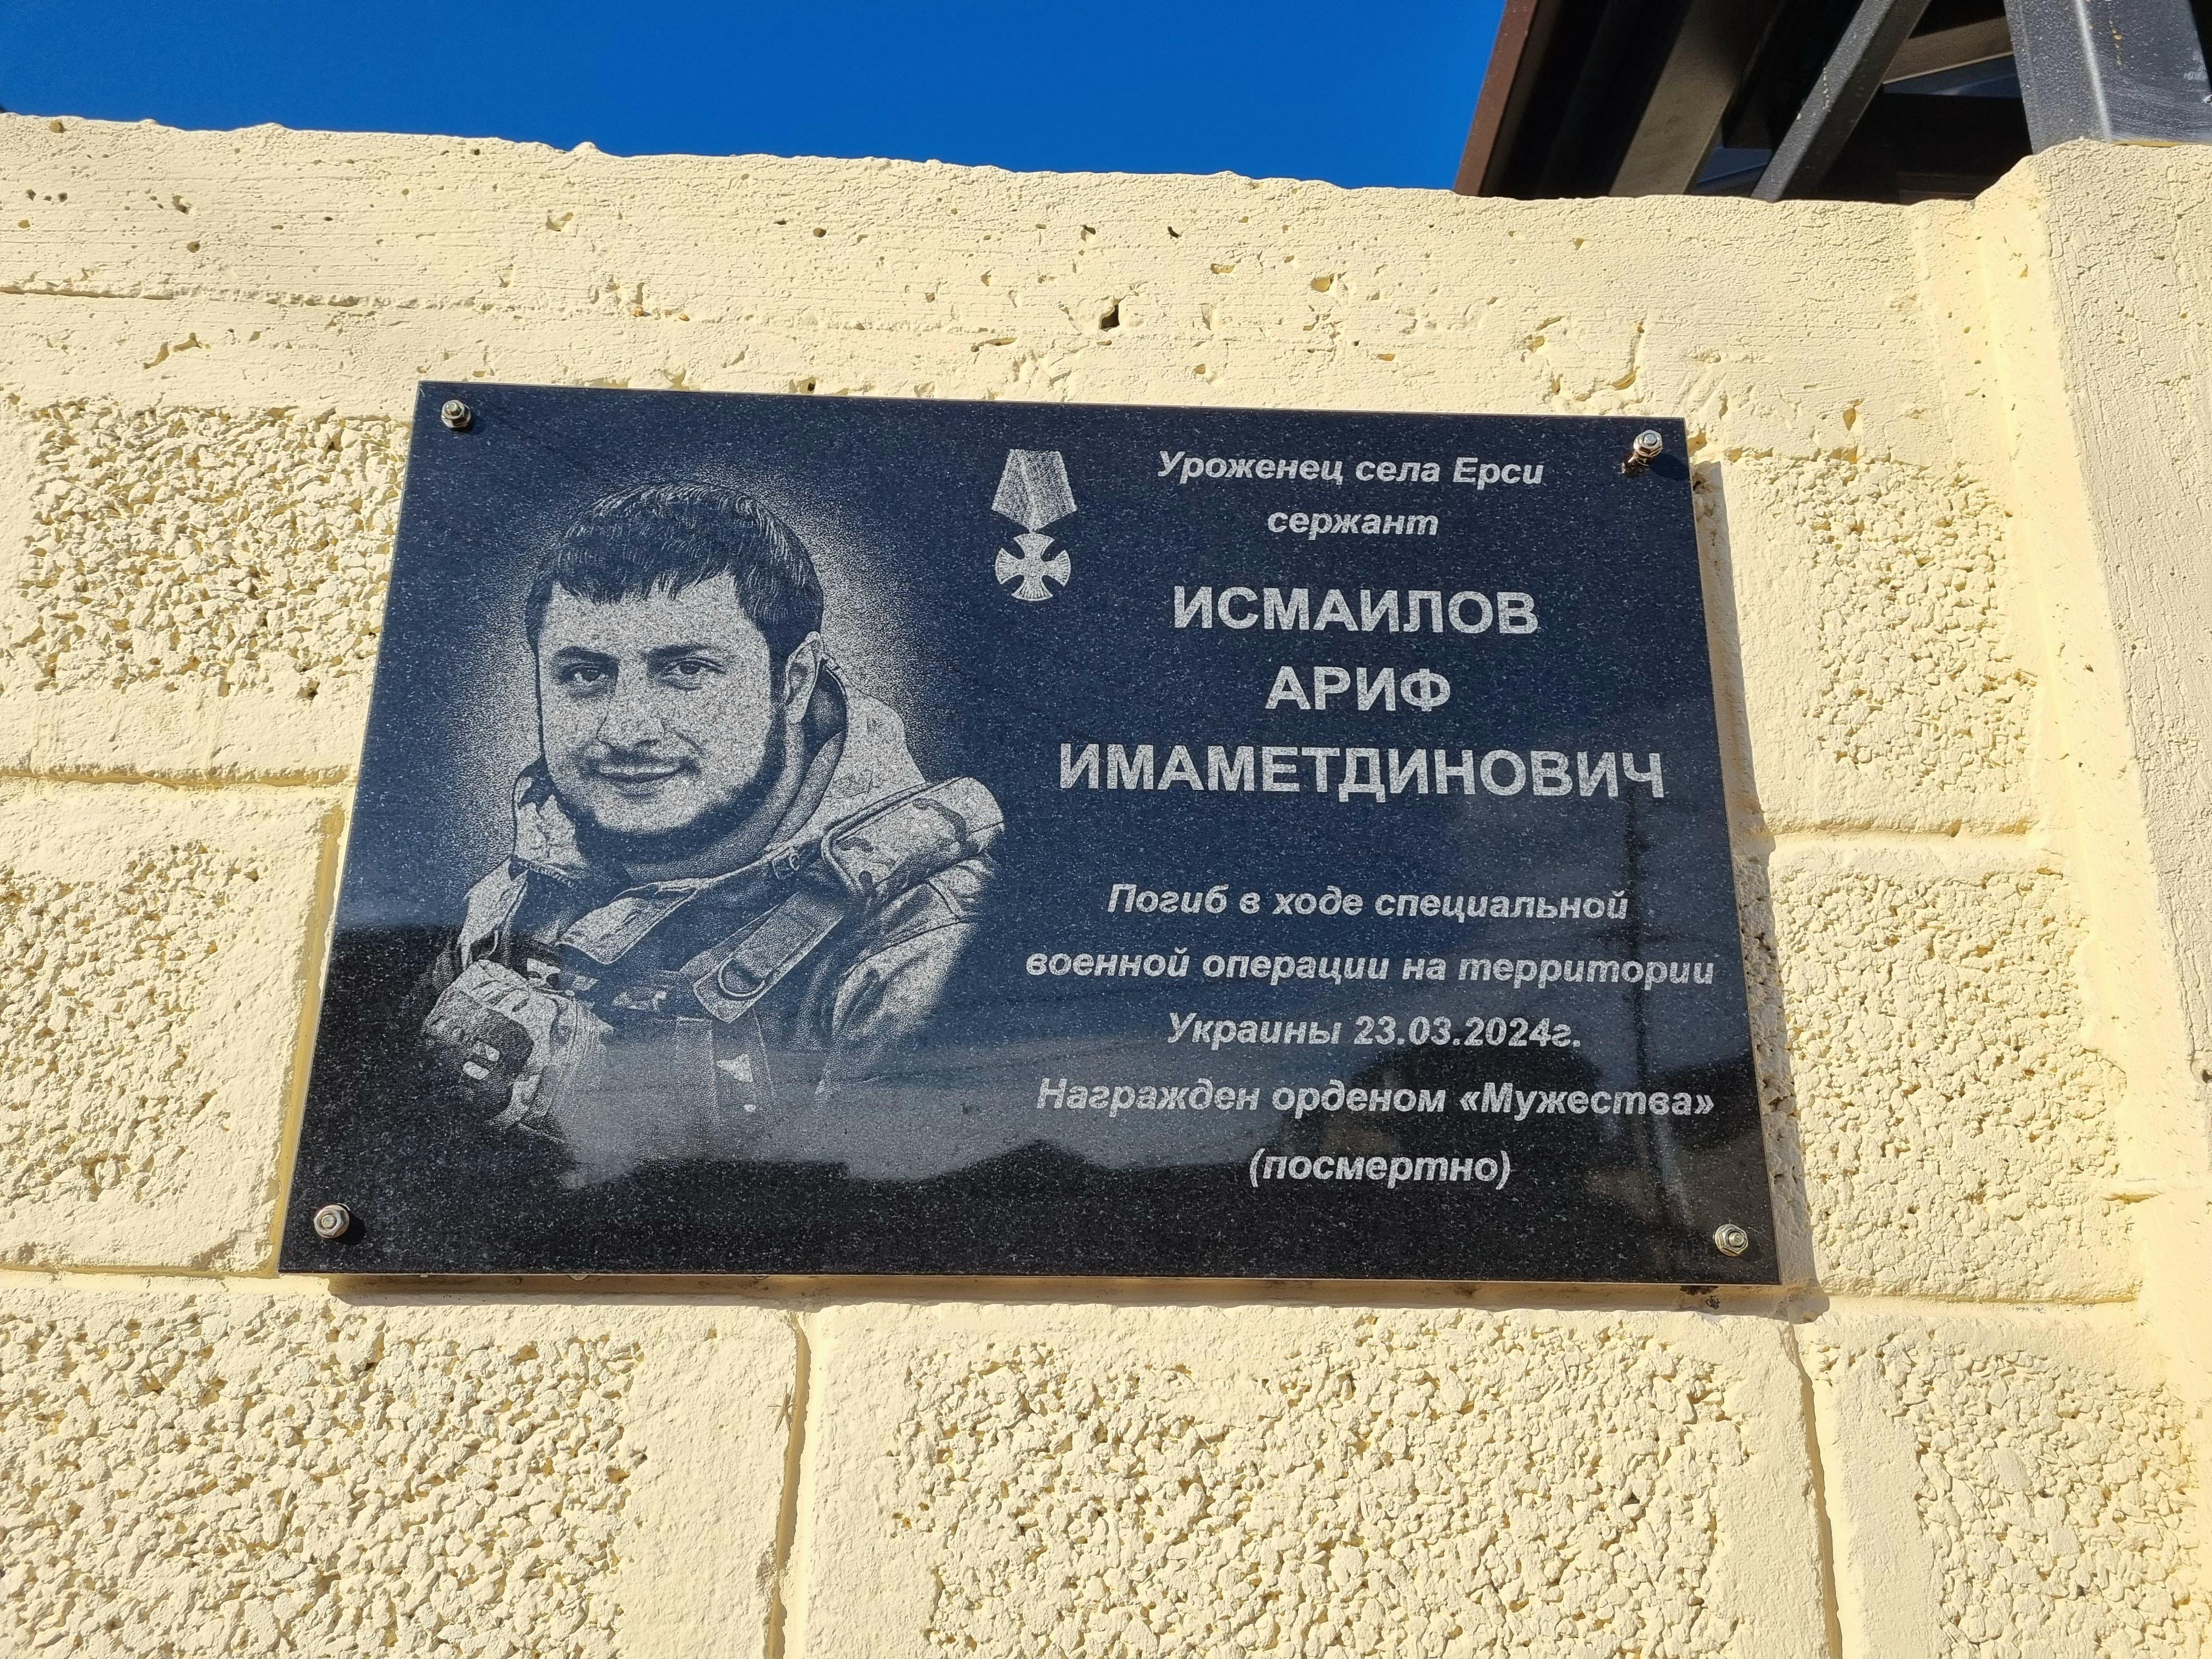 Уроженец села Ерси
сержант
ИСМАИЛОВ
АРИФ
ИМАМЕТДИНОВИЧ
Погиб в ходе специальной
военной операции на территории
Украины 23.03.2024г.
Награжден орденом «Мужества»
(посмертно)